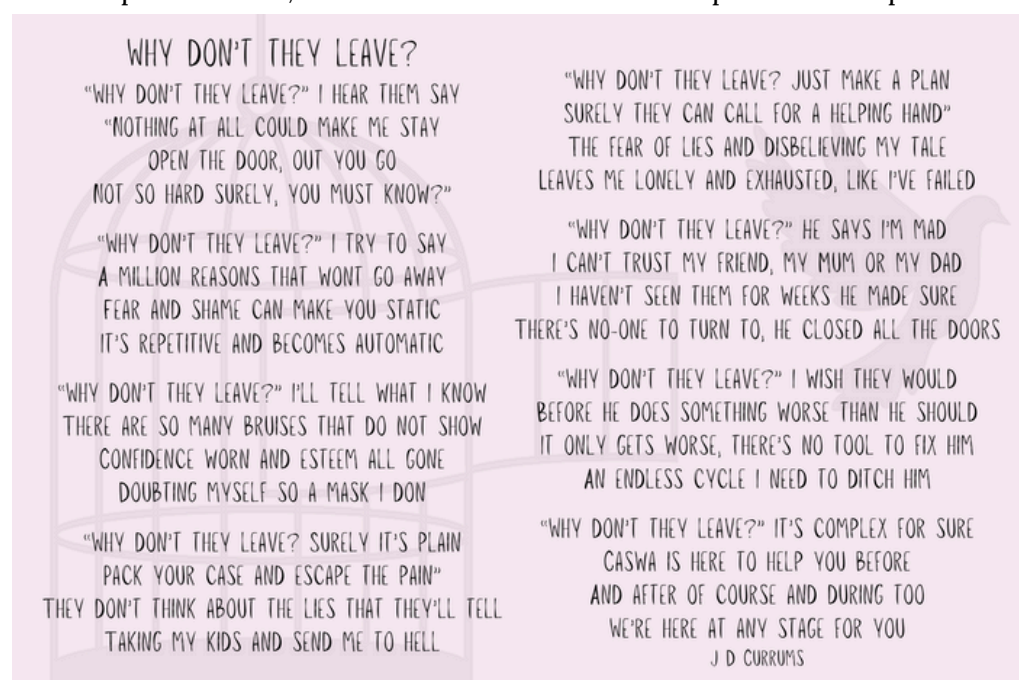 WHY DON'T THEY LEAVE?
"WHY DON'T THEY LEAVE?" I HEAR THEM SAY
"NOTHING AT ALL COULD MAKE ME STAY
OPEN THE DOOR, OUT YOU GO
NOT SO HARD SURELY, YOU MUST KNOW?"
"WHY DON'T THEY LEAVE?" I TRY TO SAY
A MILLION REASONS THAT WONT GO AWAY
FEAR AND SHAME CAN MAKE YOU STATIC
IT'S REPETITIVE AND BECOMES AUTOMATIC
"WHY DON'T THEY LEAVE?" I'LL TELL WHAT I KNOW
THERE ARE SO MANY BRUISES THAT DO NOT SHOW
CONFIDENCE WORN AND ESTEEM ALL GONE
DOUBTING MYSELF SO A MASK I DON
"WHY DON'T THEY LEAVE? SURELY IT'S PLAIN
PACK YOUR CASE AND ESCAPE THE PAIN"
THEY DON'T THINK ABOUT THE LIES THAT THEY'LL TELL
TAKING MY KIDS AND SEND ME TO HELL
"WHY DON'T THEY LEAVE? JUST MAKE A PLAN
SURELY THEY CAN CALL FOR A HELPING HAND"
THE FEAR OF LIES AND DISBELIEVING MY TALE
LEAVES ME LONELY AND EXHAUSTED, LIKE I'VE FAILED
"WHY DON'T THEY LEAVE?" HE SAYS I'M MAD
I CAN'T TRUST MY FRIEND, MY MUM OR MY DAD
I HAVEN'T SEEN THEM FOR WEEKS HE MADE SURE
THERE'S NO-ONE TO TURN TO, HE CLOSED ALL THE DOORS
"WHY DON'T THEY LEAVE?" I WISH THEY WOULD
BEFORE HE DOES SOMETHING WORSE THAN HE SHOULD
IT ONLY GETS WORSE, THERE'S NO TOOL TO FIX HIM
AN ENDLESS CYCLE I NEED TO DITCH HIM
"WHY DON'T THEY LEAVE?" IT'S COMPLEX FOR SURE
CASWA IS HERE TO HELP YOU BEFORE
AND AFTER OF COURSE AND DURING TOO
WE'RE HERE AT ANY STAGE FOR YOU
J D CURRUMS